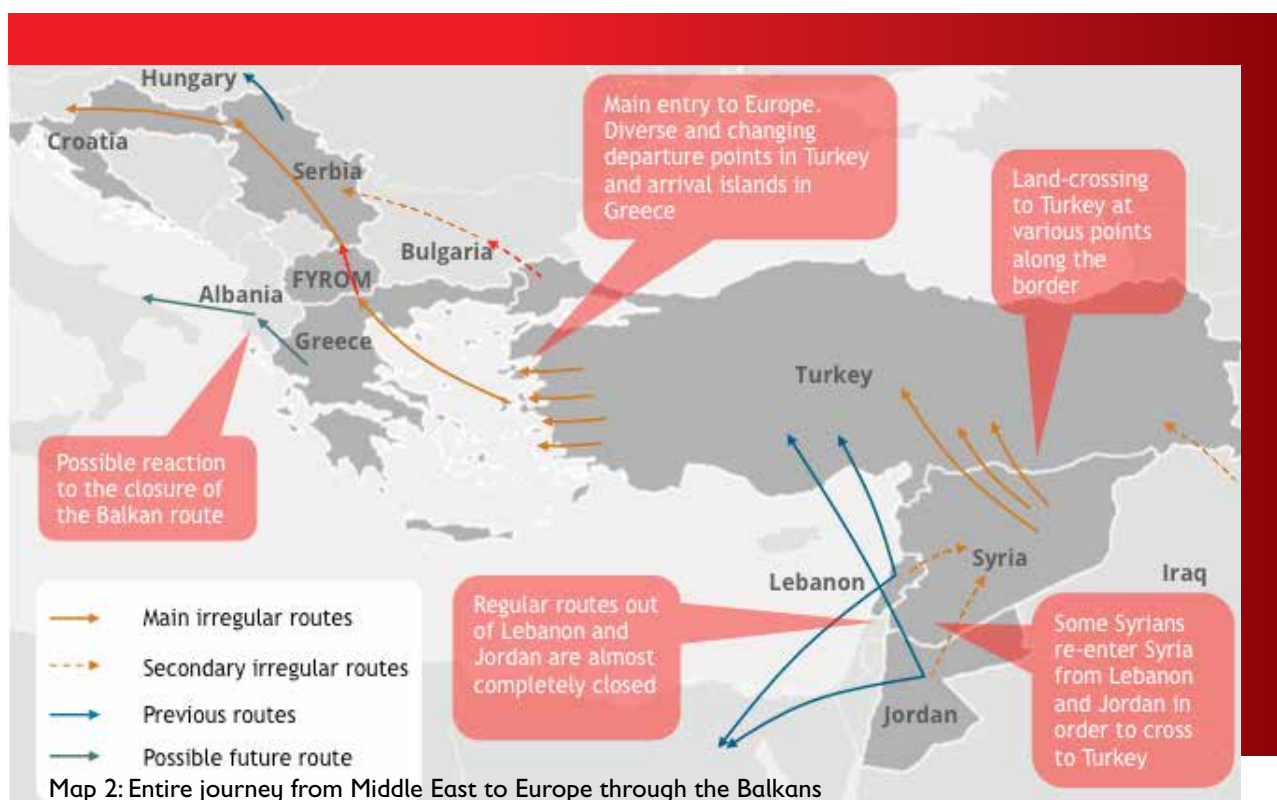 Hungary
Croatia
Serbia
Bulgaria
FYROM
Albania
Greece
Turkey
Lebanon
Syria
Iraq
Jordan
Main entry to Europe.
Diverse and changing
departure points in Turkey
and arrival islands in
Greece
Land-crossing
to Turkey at
various points
along the
border
Possible reaction
to the closure of
the Balkan route
Regular routes out
of Lebanon and
Jordan are almost
completely closed
Some Syrians
re-enter Syria
from Lebanon
and Jordan in
order to cross
to Turkey
Main irregular routes
Secondary irregular routes
Previous routes
Possible future route
Map 2: Entire journey from Middle East to Europe through the Balkans